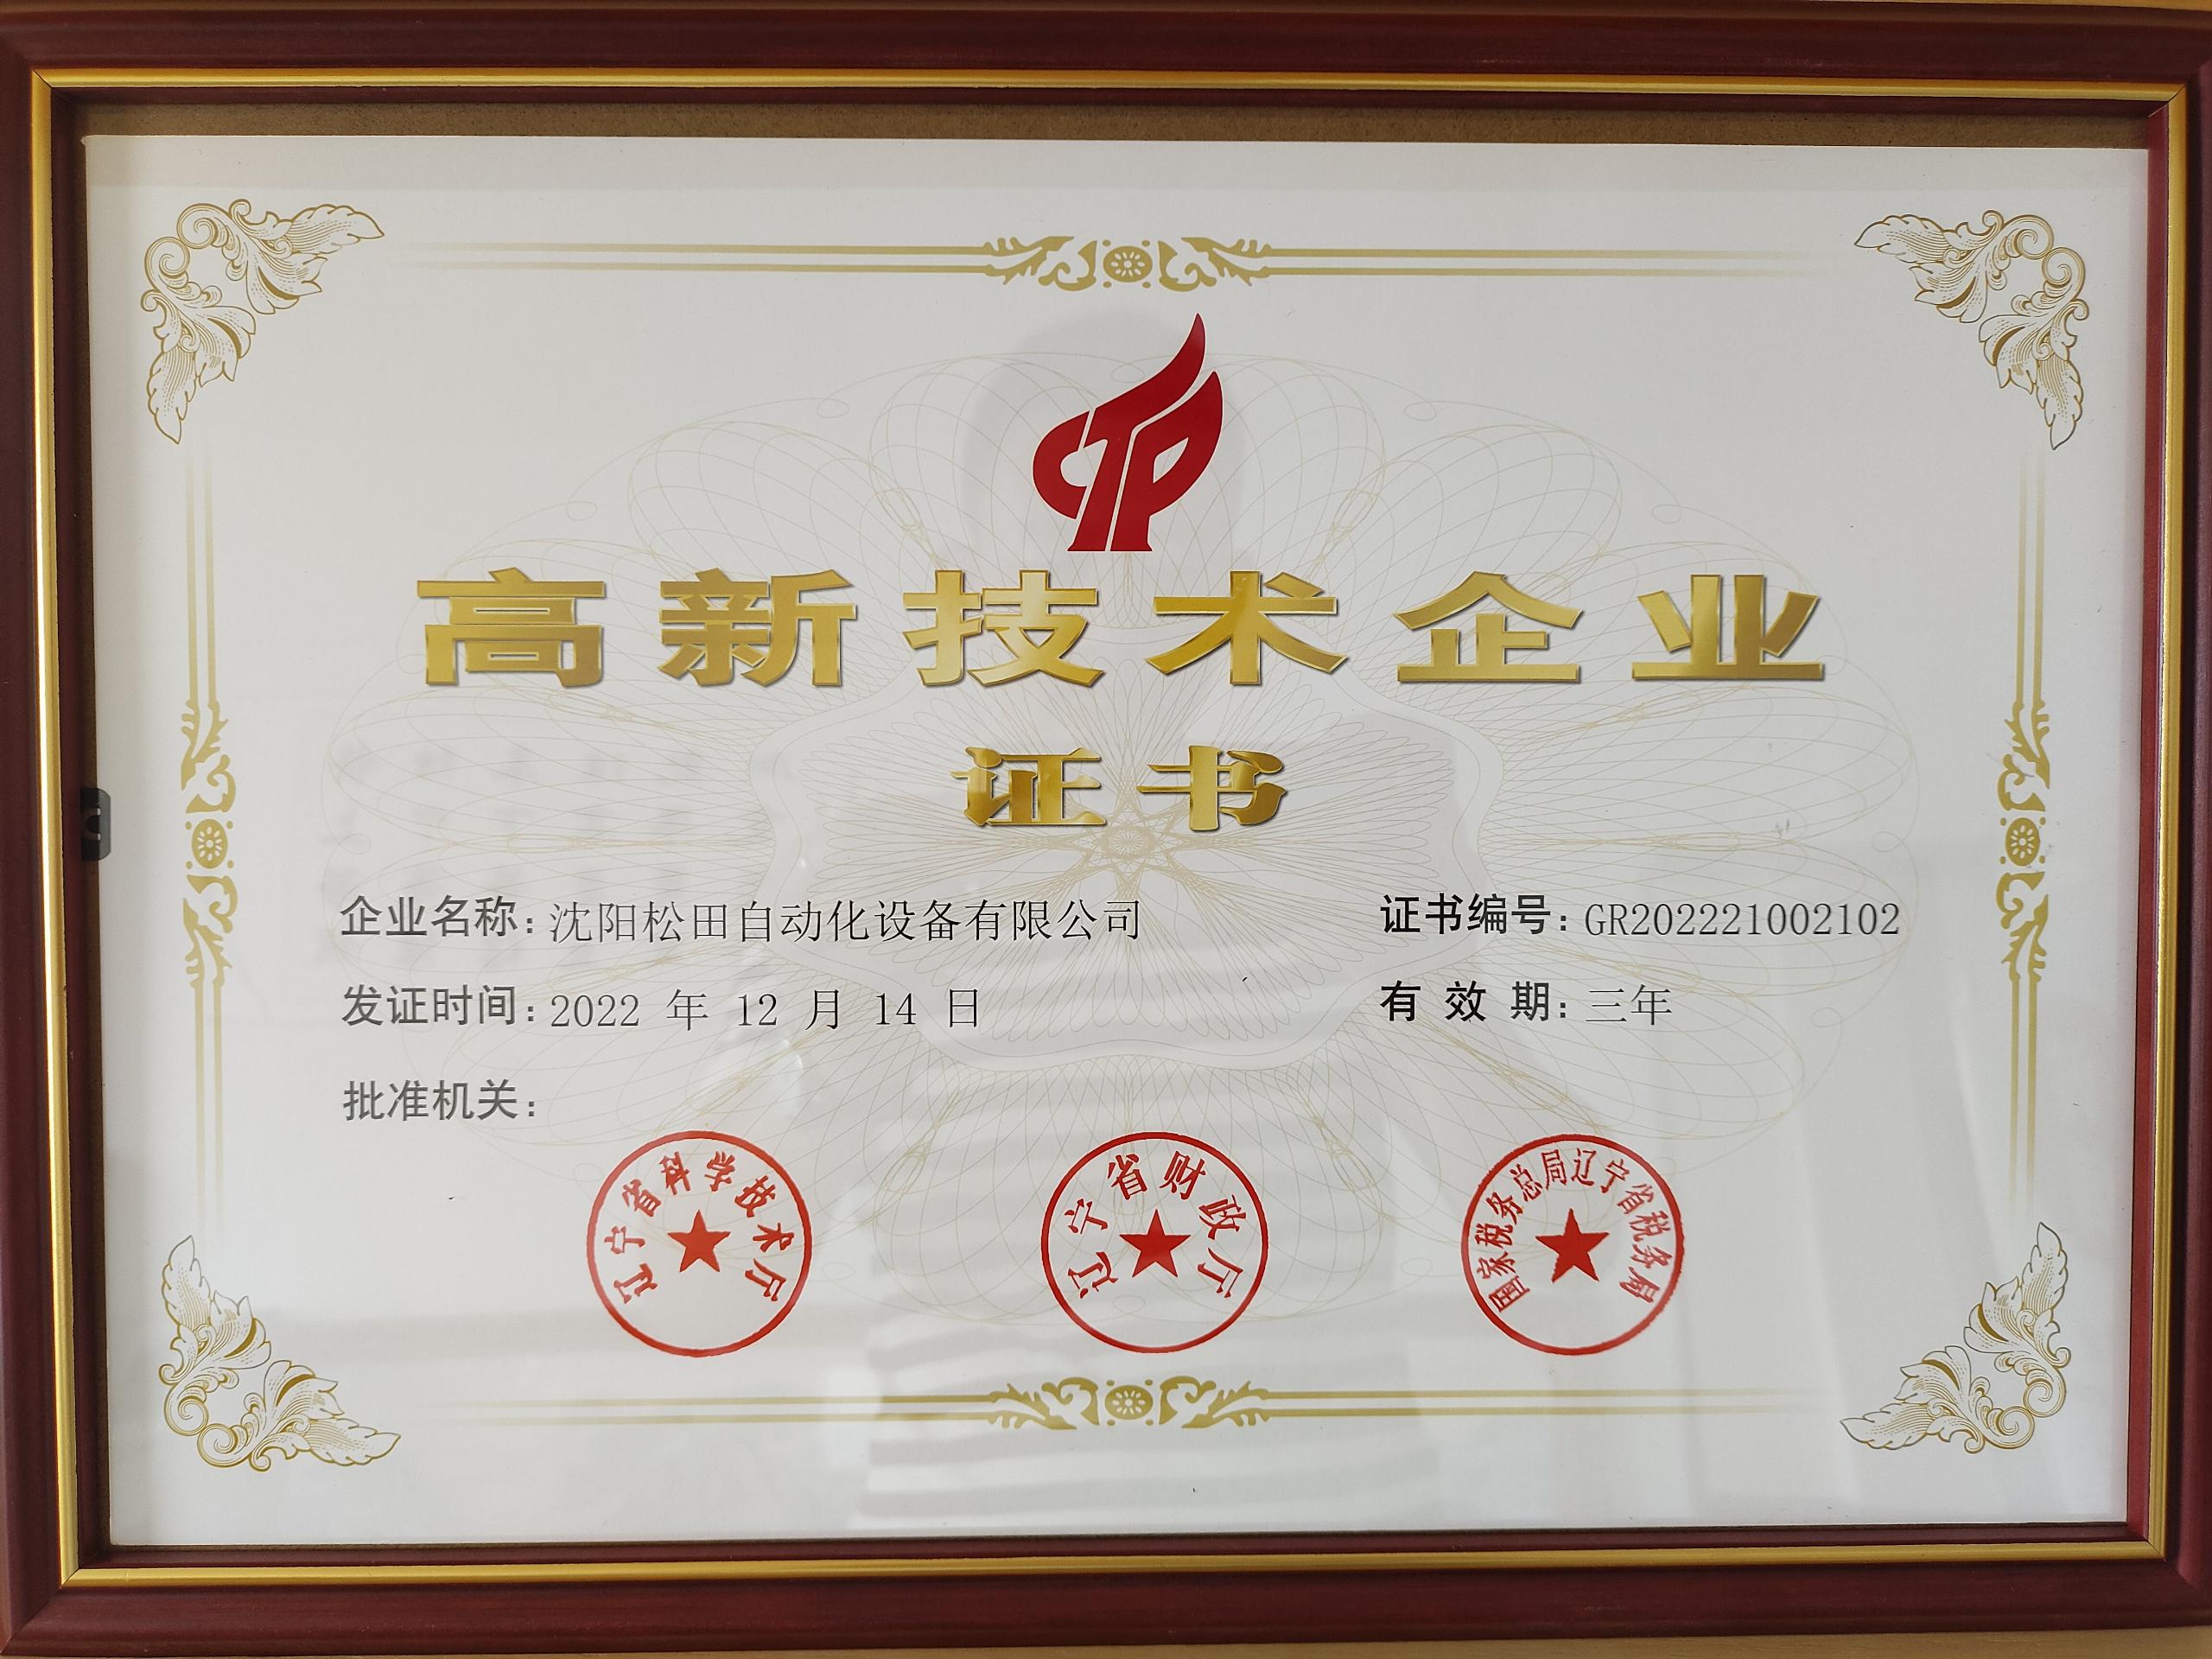 高新技术企业
证书
企业名称：沈阳松田自动化设备有限公司
证书编号：GR202221002102
发证时间：2022 年 12 月 14 日
有效期：三年
批准机关：
辽宁省科学技术厅
辽宁省财政厅
国家税务总局辽宁省税务局